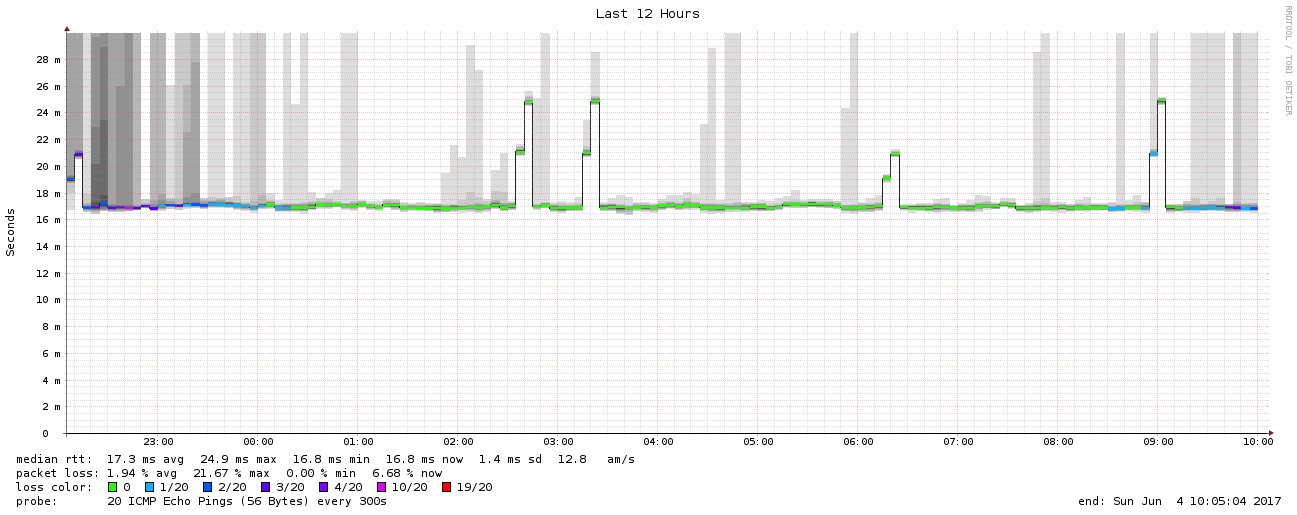 Last 12 Hours
RRDTOOL / TOBI OETIKER
Seconds
28 m
26 m
24 m
22 m
20 m
18 m
16 m
14 m
12 m
10 m
8 m
6 m
4 m
2 m
0
23:00 00:00 01:00 02:00 03:00 04:00 05:00 06:00 07:00 08:00 09:00 10:00
median rtt: 17.3 ms avg 24.9 ms max 16.8 ms min 16.8 ms now 1.4 ms sd 12.8 am/s
packet loss: 1.94 % avg 21.67 % max 0.00 % min 6.68 % now
loss color: 0 1/20 2/20 3/20 4/20 10/20 19/20
probe: 20 ICMP Echo Pings (56 Bytes) every 300s end: Sun Jun 4 10:05:04 2017